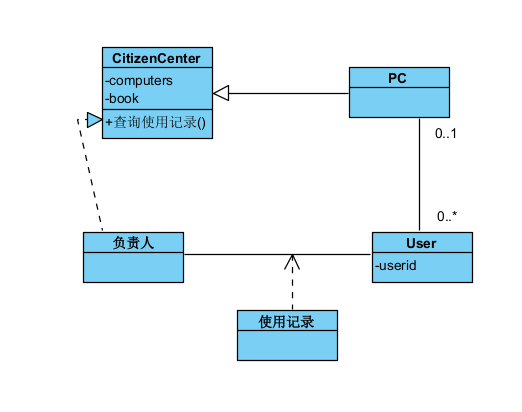 CitizenCenter
-computers
-book
+查询使用记录()
PC
0..1
0..*
负责人
User
-userid
使用记录